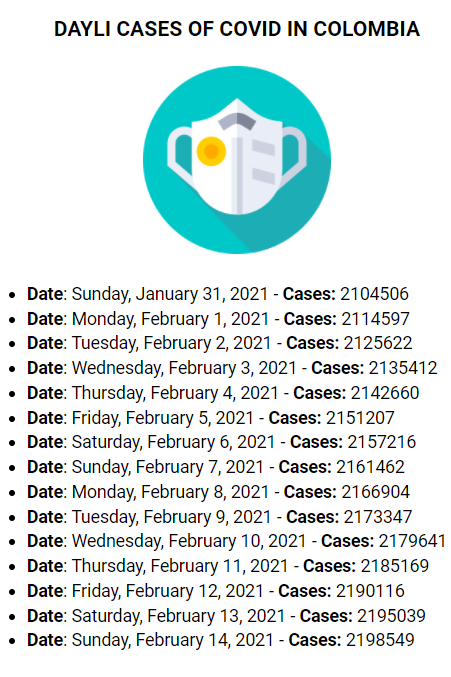 DAYLI CASES OF COVID IN COLOMBIA
Date: Sunday, January 31, 2021 - Cases: 2104506
Date: Monday, February 1, 2021 - Cases: 2114597
Date: Tuesday, February 2, 2021 - Cases: 2125622
Date: Wednesday, February 3, 2021 - Cases: 2135412
Date: Thursday, February 4, 2021 - Cases: 2142660
Date: Friday, February 5, 2021 - Cases: 2151207
Date: Saturday, February 6, 2021 - Cases: 2157216
Date: Sunday, February 7, 2021 - Cases: 2161462
Date: Monday, February 8, 2021 - Cases: 2166904
Date: Tuesday, February 9, 2021 - Cases: 2173347
Date: Wednesday, February 10, 2021 - Cases: 2179641
Date: Thursday, February 11, 2021 - Cases: 2185169
Date: Friday, February 12, 2021 - Cases: 2190116
Date: Saturday, February 13, 2021 - Cases: 2195039
Date: Sunday, February 14, 2021 - Cases: 2198549